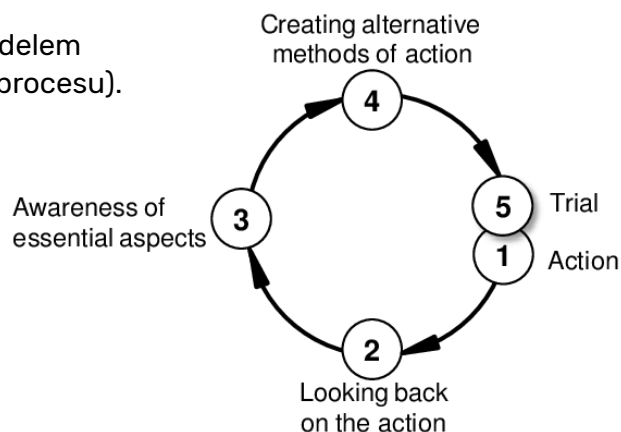 delem
procesu).
Creating alternative
methods of action
4
5
Trial
1
Action
Awareness of
essential aspects
3
2
Looking back
on the action